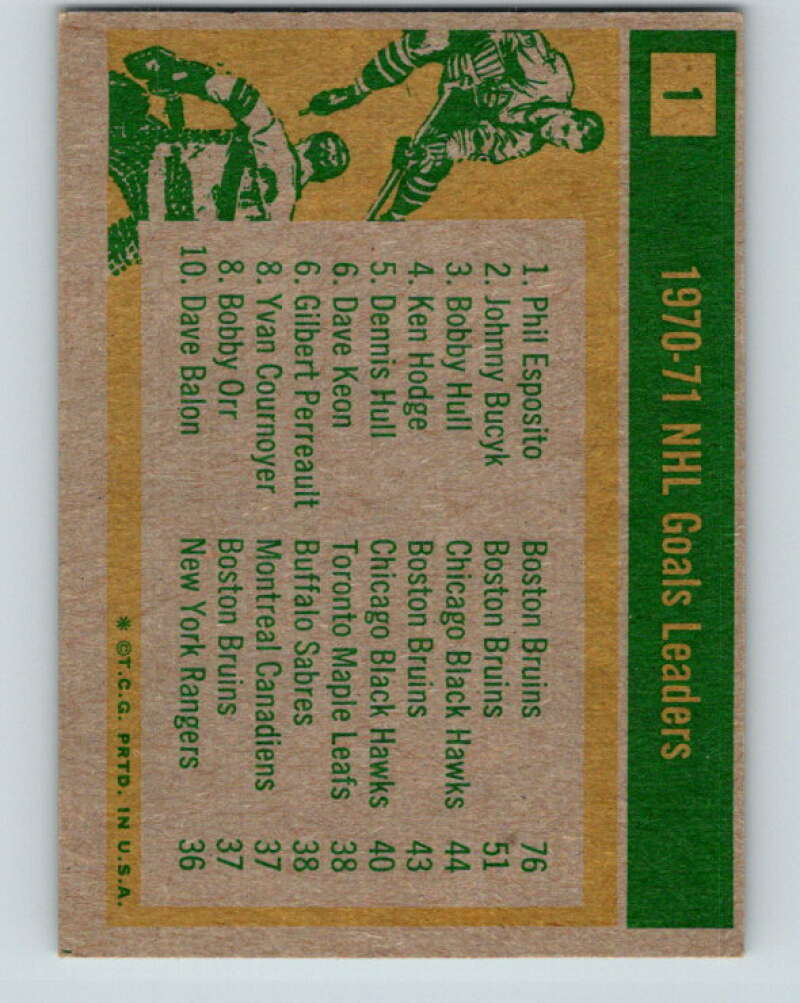 1
1970-71 NHL Goals Leaders
1. Phil Esposito Boston Bruins 76
2. Johnny Bucyk Boston Bruins 51
3. Bobby Hull Chicago Black Hawks 44
4. Ken Hodge Boston Bruins 43
5. Dennis Hull Chicago Black Hawks 40
6. Dave Keon Toronto Maple Leafs 38
6. Gilbert Perreault Buffalo Sabres 38
8. Yvan Cournoyer Montreal Canadiens 37
8. Bobby Orr Boston Bruins 37
10. Dave Balon New York Rangers 36
* ©T.C.G. PRTD. IN U.S.A.